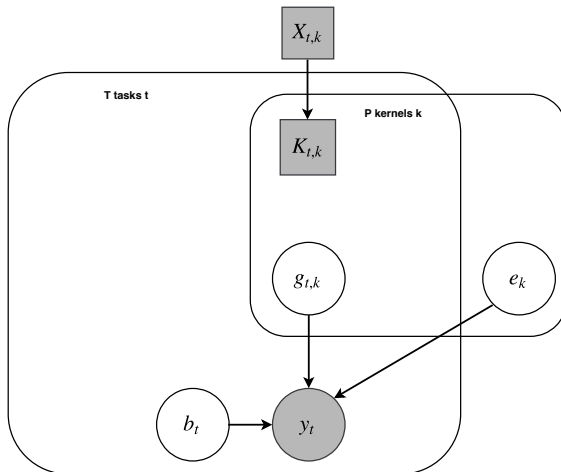 X_{t,k}
T tasks t
P kernels k
K_{t,k}
g_{t,k}
e_k
b_t
y_t